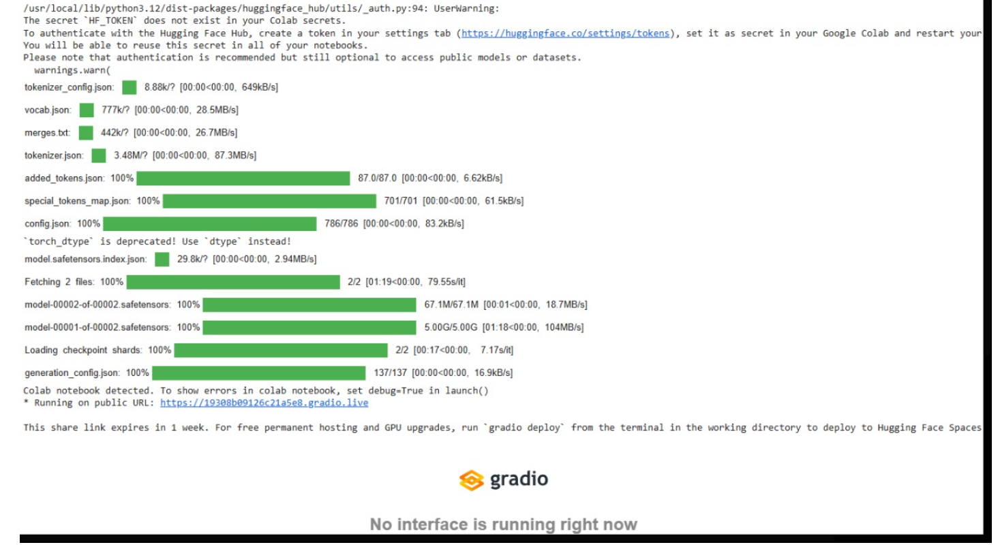 /usr/local/lib/python3.12/dist-packages/huggingface_hub/utils/_auth.py:94: UserWarning:
The secret `HF_TOKEN` does not exist in your Colab secrets.
To authenticate with the Hugging Face Hub, create a token in your settings tab (https://huggingface.co/settings/tokens), set it as secret in your Google Colab and restart your
You will be able to reuse this secret in all of your notebooks.
Please note that authentication is recommended but still optional to access public models or datasets.
warnings.warn(
tokenizer_config.json: 8.88k/? [00:00<00:00, 649kB/s]
vocab.json: 777k/? [00:00<00:00, 28.5MB/s]
merges.txt: 442k/? [00:00<00:00, 26.7MB/s]
tokenizer.json: 3.48M/? [00:00<00:00, 87.3MB/s]
added_tokens.json: 100% 87.0/87.0 [00:00<00:00, 6.62kB/s]
special_tokens_map.json: 100% 701/701 [00:00<00:00, 61.5kB/s]
config.json: 100% 786/786 [00:00<00:00, 83.2kB/s]
`torch_dtype` is deprecated! Use `dtype` instead!
model.safetensors.index.json: 29.8k/? [00:00<00:00, 2.94MB/s]
Fetching 2 files: 100% 2/2 [01:19<00:00, 79.55s/it]
model-00002-of-00002.safetensors: 100% 67.1M/67.1M [00:01<00:00, 18.7MB/s]
model-00001-of-00002.safetensors: 100% 5.00G/5.00G [01:18<00:00, 104MB/s]
Loading checkpoint shards: 100% 2/2 [00:17<00:00, 7.17s/it]
generation_config.json: 100% 137/137 [00:00<00:00, 16.9kB/s]
Colab notebook detected. To show errors in colab notebook, set debug=True in launch()
* Running on public URL: https://19308b09126c21a5e8.gradio.live
This share link expires in 1 week. For free permanent hosting and GPU upgrades, run `gradio deploy` from the terminal in the working directory to deploy to Hugging Face Spaces
gradio
No interface is running right now